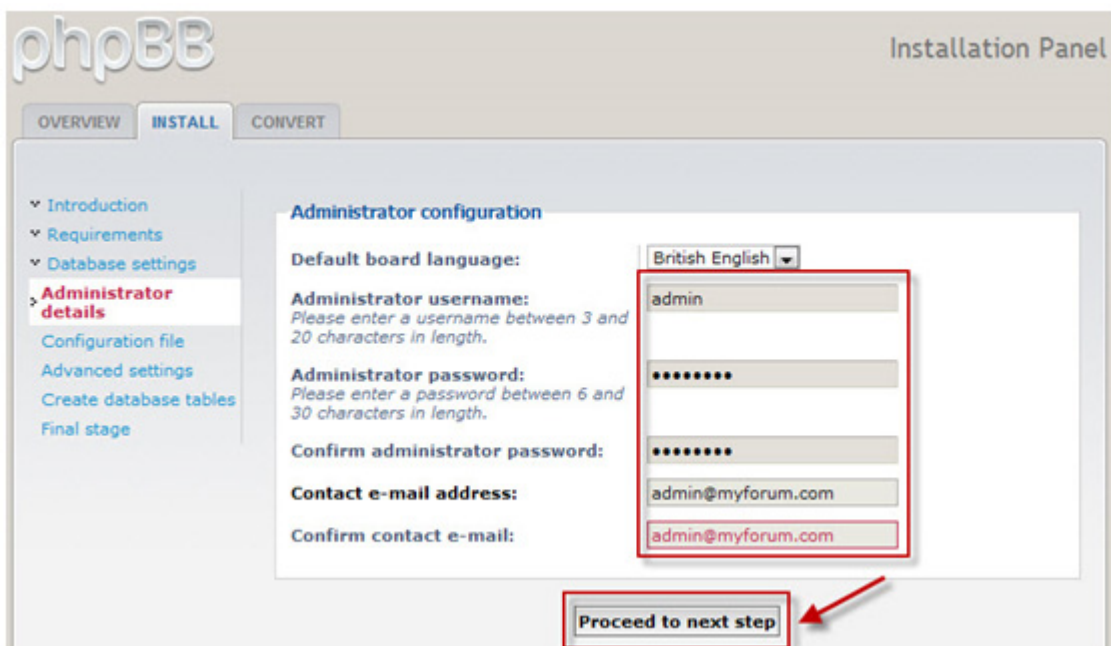 phpBB
Installation Panel
OVERVIEW INSTALL CONVERT
Introduction
Requirements
Database settings
Administrator
details
Configuration file
Advanced settings
Create database tables
Final stage
Administrator configuration
Default board language: British English
Administrator username: admin
Please enter a username between 3 and
20 characters in length.
Administrator password: ••••••••
Please enter a password between 6 and
30 characters in length.
Confirm administrator password: ••••••••
Contact e-mail address: admin@myforum.com
Confirm contact e-mail: admin@myforum.com
Proceed to next step